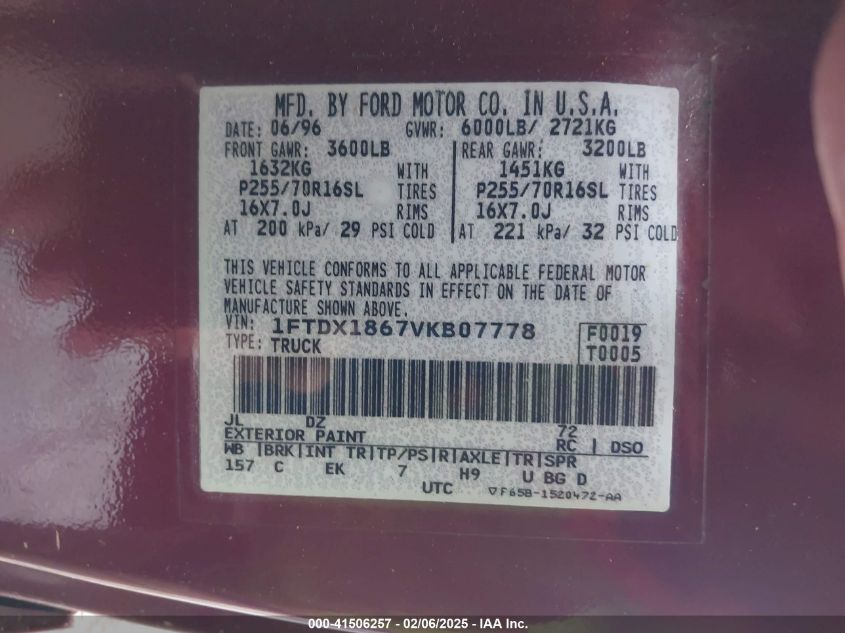 MFD. BY FORD MOTOR CO. IN U.S.A.
DATE: 06/96 GVWR: 6000LB/ 2721KG
FRONT GAWR: 3600LB REAR GAWR: 3200LB
1632KG WITH 1451KG WITH
P255/70R16SL TIRES P255/70R16SL TIRES
16X7.0J RIMS 16X7.0J RIMS
AT 200 kPa/ 29 PSI COLD AT 221 kPa/ 32 PSI COLD
THIS VEHICLE CONFORMS TO ALL APPLICABLE FEDERAL MOTOR
VEHICLE SAFETY STANDARDS IN EFFECT ON THE DATE OF
MANUFACTURE SHOWN ABOVE.
VIN: 1FTDX1867VKB07778 F0019
TYPE: TRUCK T0005
JL DZ 72
EXTERIOR PAINT RC | DSO
WB |BRK|INT TR|TP/PS|R|AXLE|TR|SPR
157 C EK 7 H9 U BG D
UTC ▽F65B-1520472-AA
000-41506257 - 02/06/2025 - IAA Inc.